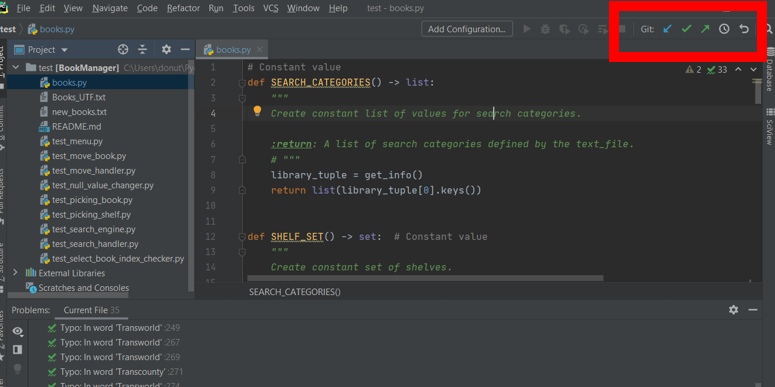 File Edit View Navigate Code Refactor Run Tools VCS Window Help test - books.py
test books.py Add Configuration... Git:
Project books.py
test [BookManager] C:\Users\donut\Py
books.py
Books_UTF.txt
new_books.txt
README.md
test_menu.py
test_move_book.py
test_move_handler.py
test_null_value_changer.py
test_picking_book.py
test_picking_shelf.py
test_search_engine.py
test_search_handler.py
test_select_book_index_checker.py
External Libraries
Scratches and Consoles
Project
Commit
Pull Requests
Structure
Favorites
2 33
1 # Constant value
2 def SEARCH_CATEGORIES() -> list:
3 """
4 Create constant list of values for search categories.
5
6 :return: A list of search categories defined by the text_file.
7 # """
8 library_tuple = get_info()
9 return list(library_tuple[0].keys())
10
11
12 def SHELF_SET() -> set: # Constant value
13 """
14 Create constant set of shelves.
15
SEARCH_CATEGORIES()
Database
SciView
Problems: Current File 35
Typo: In word 'Transworld' :249
Typo: In word 'Transworld' :267
Typo: In word 'Transworld' :269
Typo: In word 'Transcounty' :271
Typo: In word 'Transworld' :274